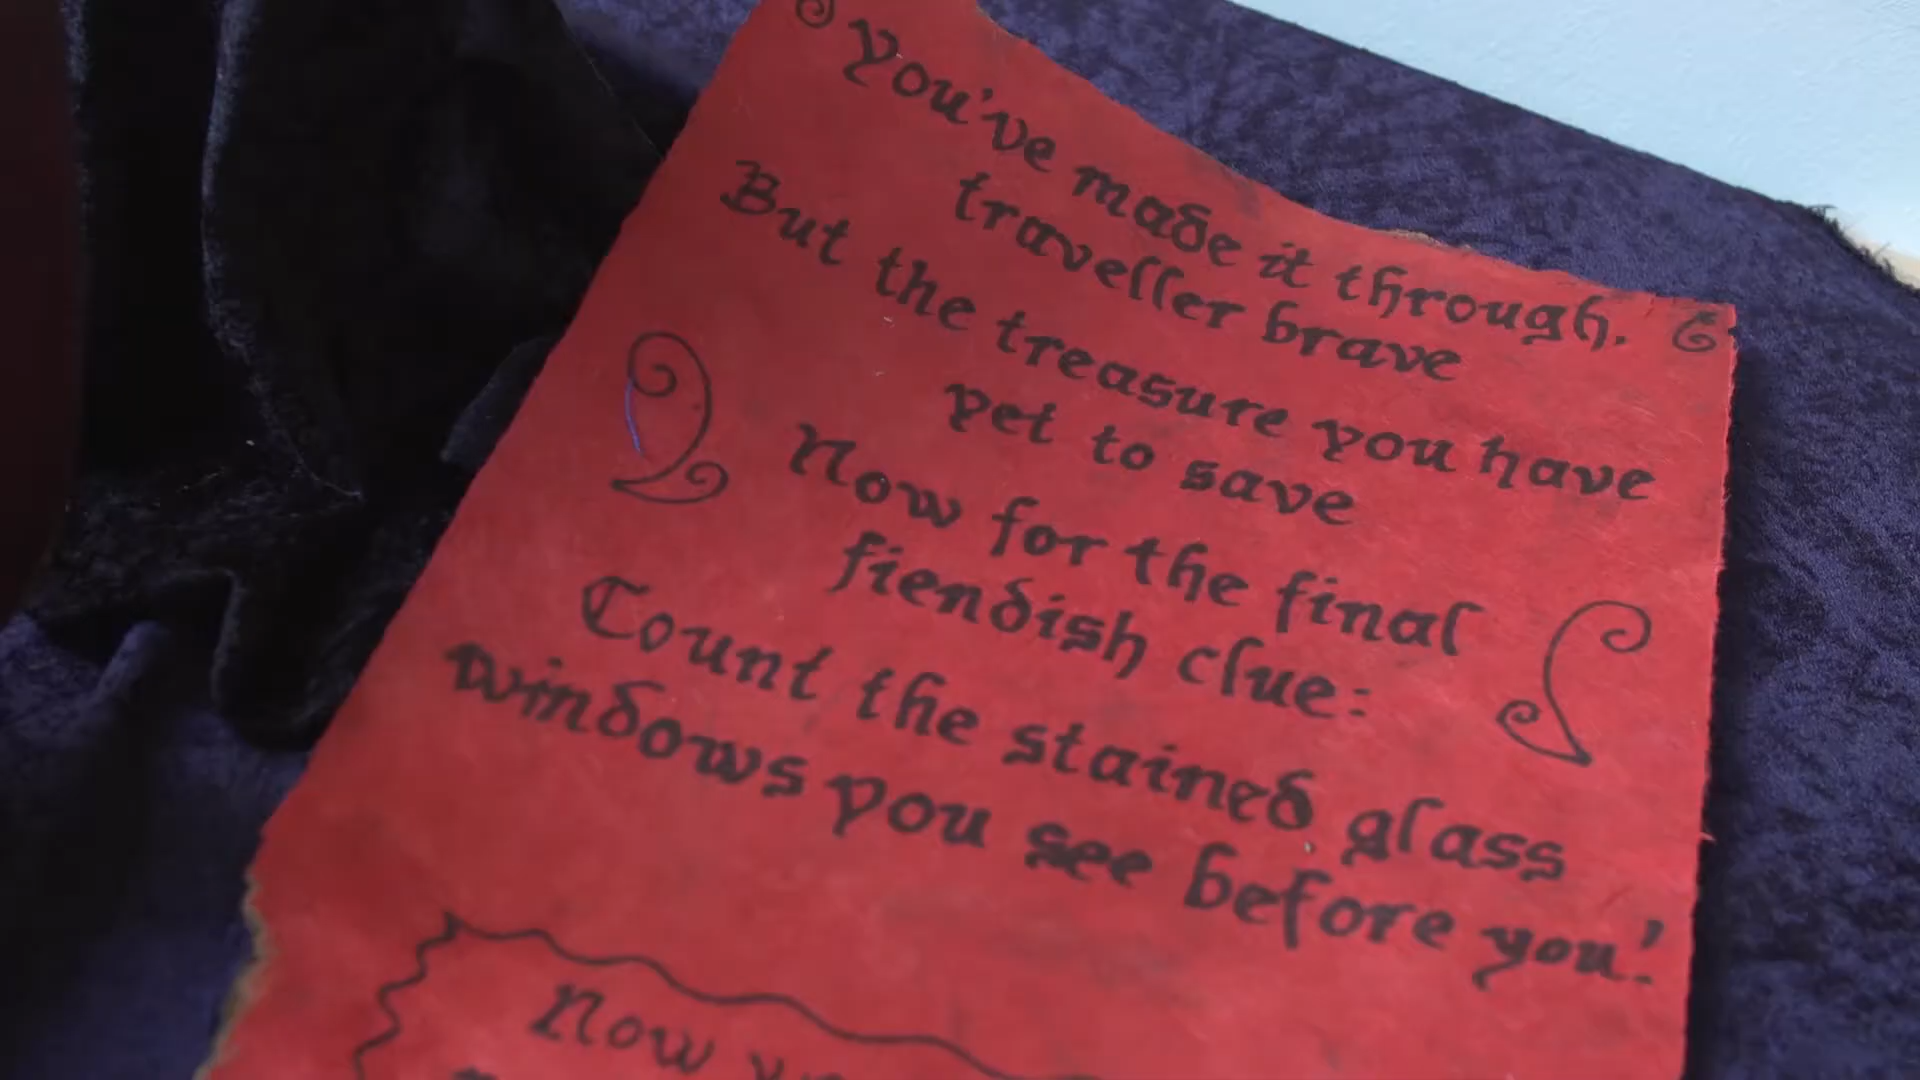 You've made it through,
traveller brave
But the treasure you have
yet to save
Now for the final
fiendish clue:
Count the stained glass
windows you see before you!
Now